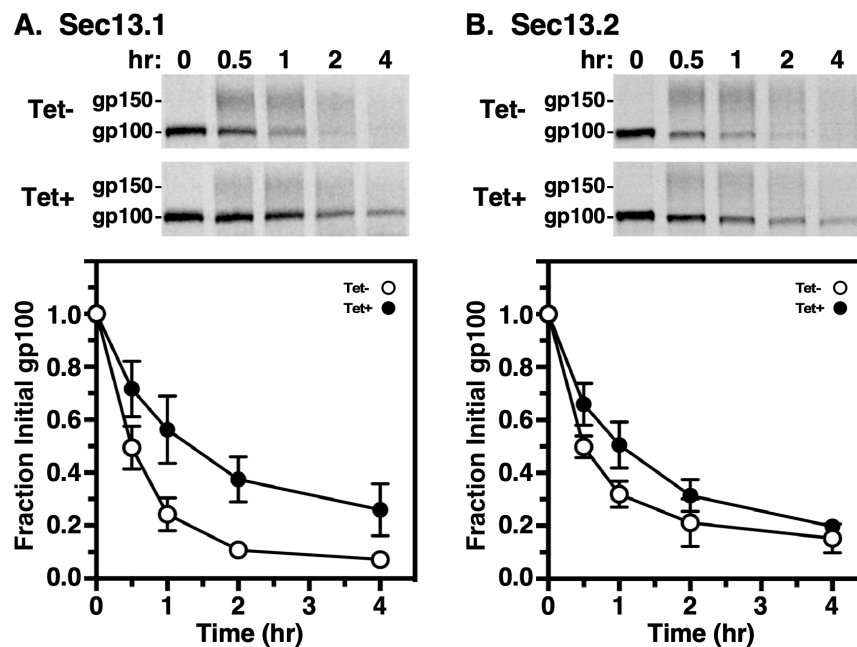 A. Sec13.1
hr: 0 0.5 1 2 4
Tet-
gp150-
gp100-
Tet+
gp150-
gp100-
Fraction Initial gp100
1.0
0.8
0.6
0.4
0.2
0.0
Tet-
Tet+
0 1 2 3 4
Time (hr)
B. Sec13.2
hr: 0 0.5 1 2 4
Tet-
gp150-
gp100-
Tet+
gp150-
gp100-
Fraction Initial gp100
1.0
0.8
0.6
0.4
0.2
0.0
Tet-
Tet+
0 1 2 3 4
Time (hr)